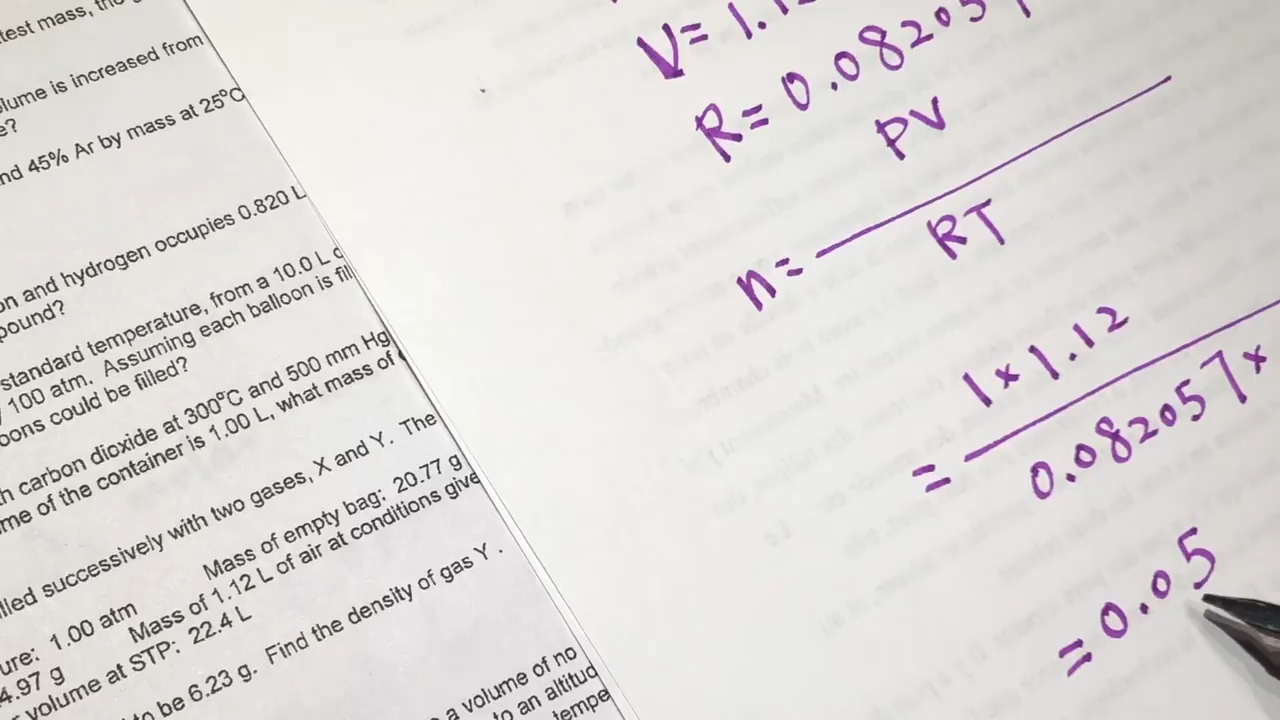 test mass, the
lume is increased from
e?
nd 45% Ar by mass at 25°C
on and hydrogen occupies 0.820 L
pound?
standard temperature, from a 10.0 L
100 atm. Assuming each balloon is fil
oons could be filled?
h carbon dioxide at 300°C and 500 mm Hg
me of the container is 1.00 L, what mass of
lled successively with two gases, X and Y. The
Mass of empty bag: 20.77 g
ure: 1.00 atm
Mass of 1.12 L of air at conditions give
4.97 g
volume at STP: 22.4 L
to be 6.23 g. Find the density of gas Y.
a volume of no
to an altitud
tempe
V= 1.12
R= 0.08205
PV
n=
RT
1 × 1.12
=
0.082057 ×
= 0.05